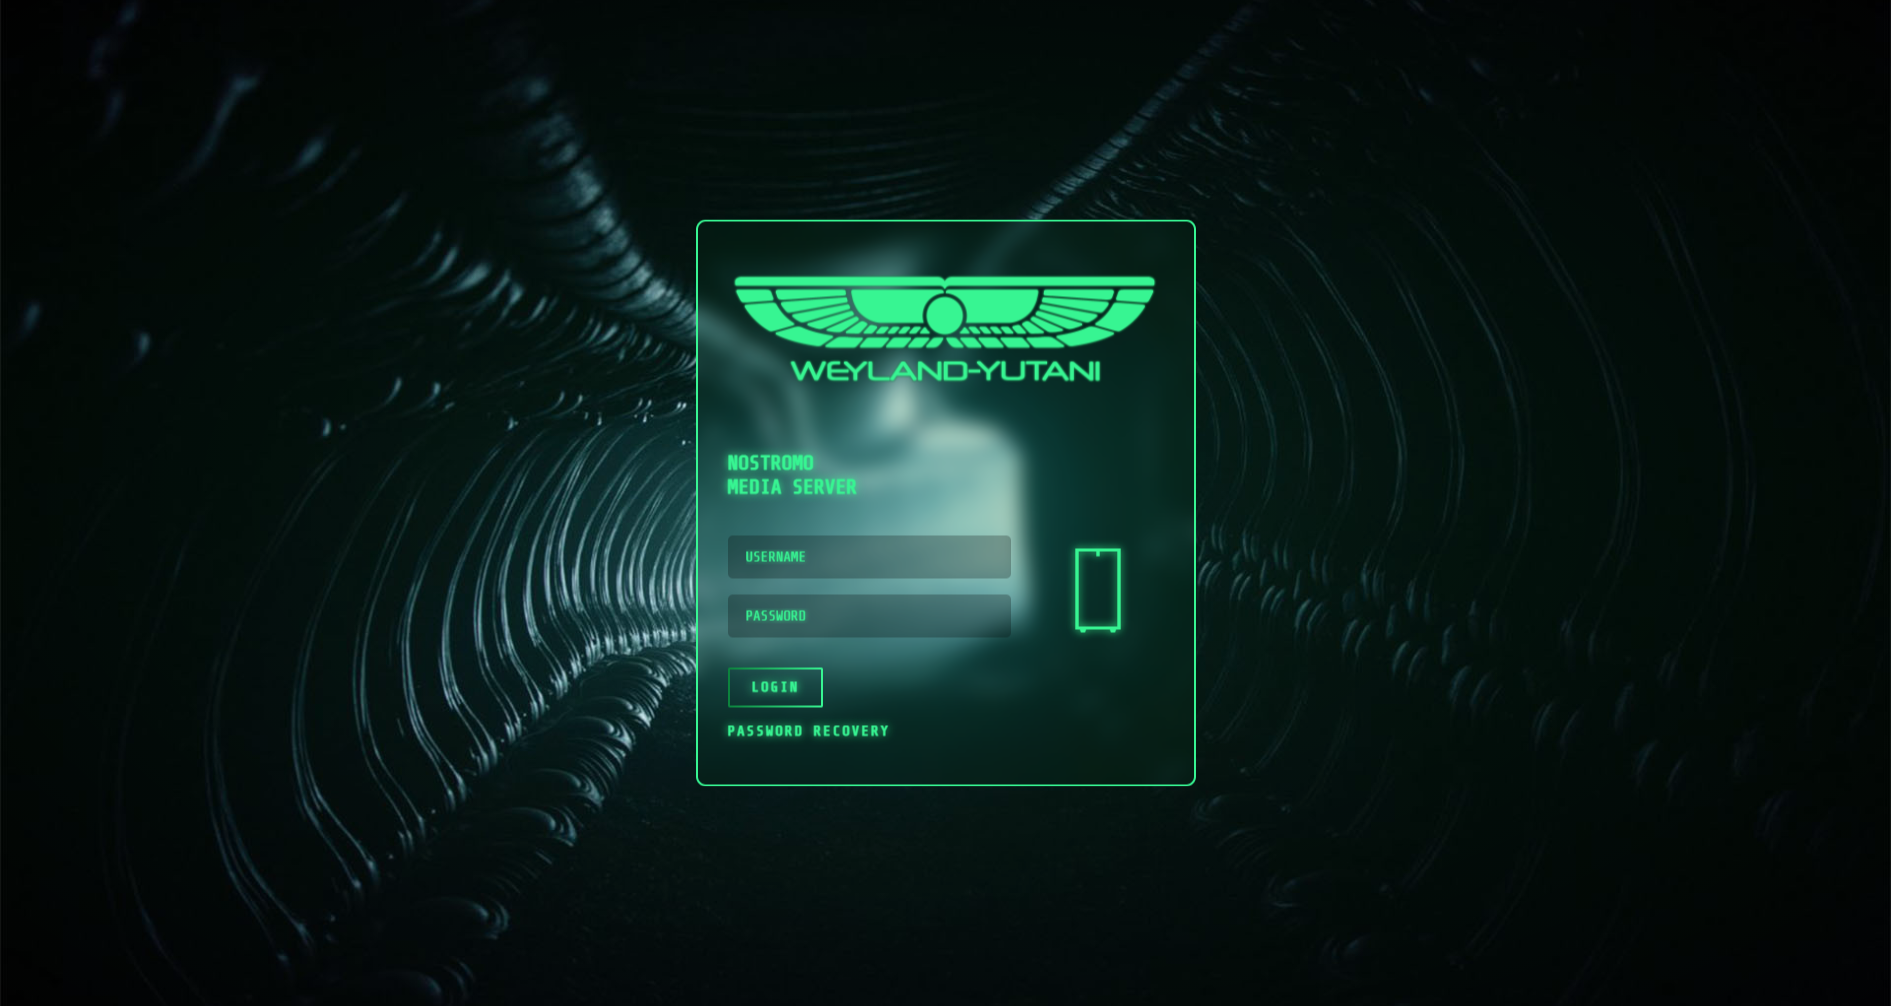 WEYLAND-YUTANI
NOSTROMO
MEDIA SERVER
USERNAME
PASSWORD
LOGIN
PASSWORD RECOVERY